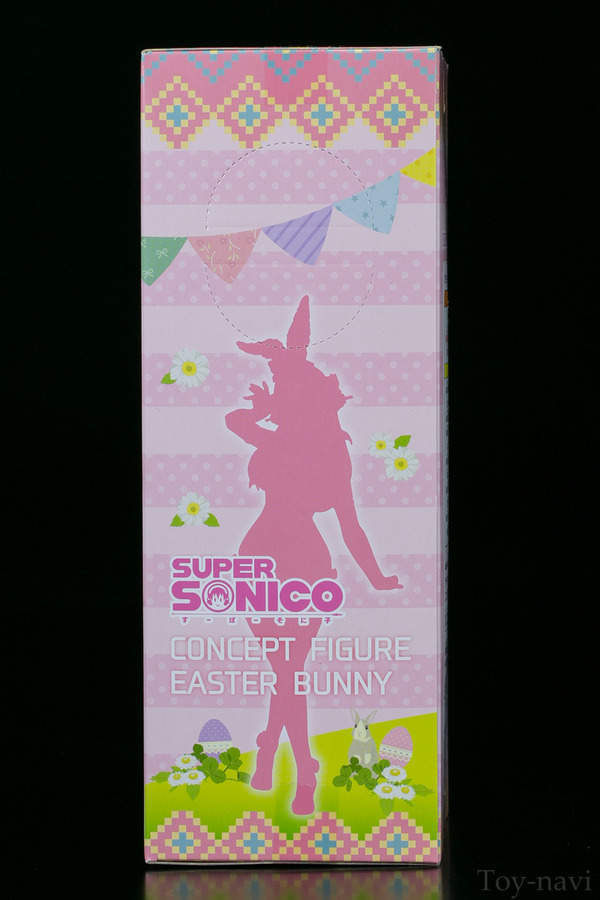 SUPER
SONICO
すーぱーそに子
CONCEPT FIGURE
EASTER BUNNY
Toy-navi